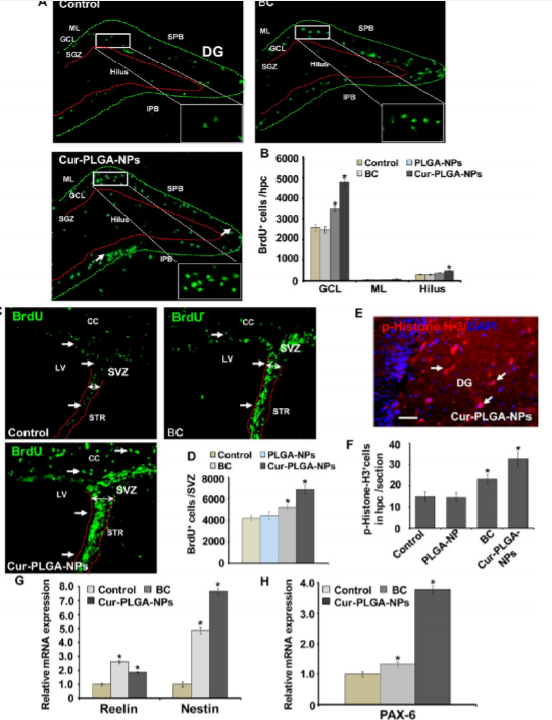 A Control
BC
ML
GCL
SGZ
SPB
DG
Hilus
IPB
ML
GCL
SGZ
SPB
Hilus
IPB
Cur-PLGA-NPs
ML
GCL
SGZ
SPB
Hilus
IPB
B
Control
PLGA-NPs
BC
Cur-PLGA-NPs
BrdU⁺ cells /hpc
6000
5000
4000
3000
2000
1000
0
*
*
*
GCL ML Hilus
C
BrdU
CC
LV
SVZ
STR
Control
BrdU
CC
LV
SVZ
STR
BC
BrdU
CC
LV
SVZ
STR
Cur-PLGA-NPs
D
Control
PLGA-NPs
BC
Cur-PLGA-NPs
BrdU⁺ cells /SVZ
8000
6000
4000
2000
0
*
*
E
p-Histone H-3/DAPI
DG
Cur-PLGA-NPs
F
p-Histone-H3⁺cells
in hpc /section
40
30
20
10
0
*
*
Control
PLGA-NP
BC
Cur-PLGA-
NPs
G
Control
BC
Cur-PLGA-NPs
Relative mRNA expression
8.0
7.0
6.0
5.0
4.0
3.0
2.0
1.0
0.0
*
*
*
*
Reelin
Nestin
H
Control
BC
Cur-PLGA-NPs
Relative mRNA expression
4.0
3.0
2.0
1.0
0.0
*
*
PAX-6